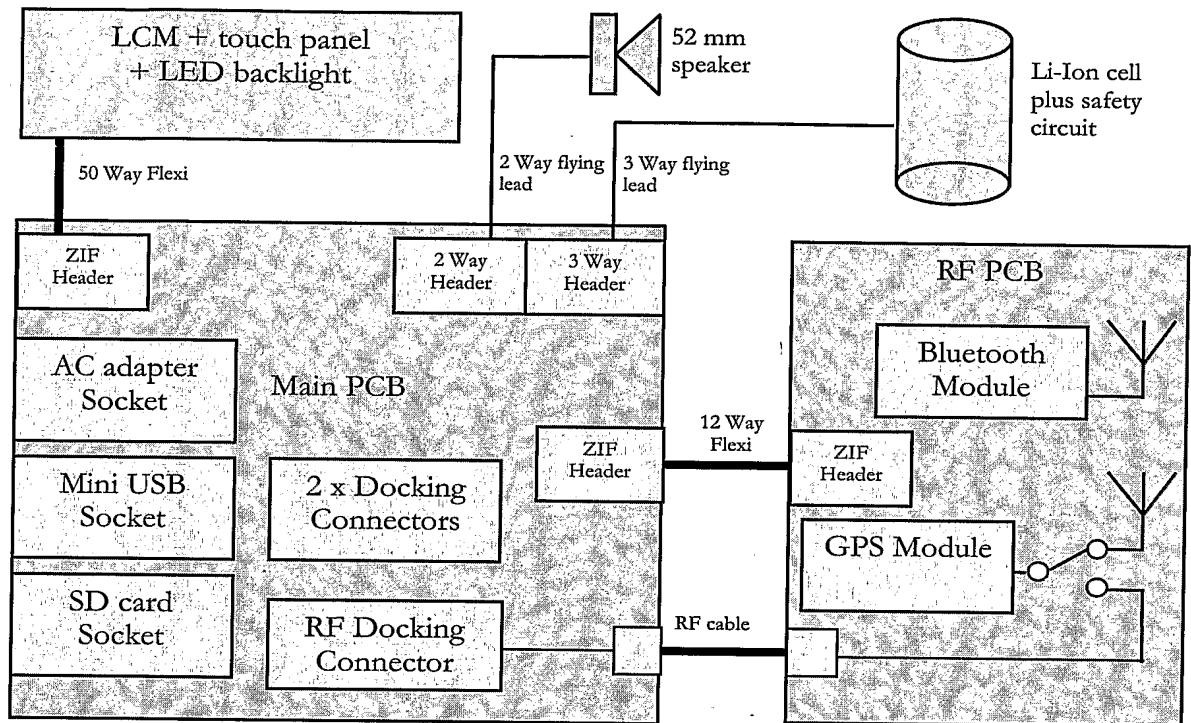 LCM + touch panel
+ LED backlight
52 mm
speaker
Li-Ion cell
plus safety
circuit
50 Way Flexi
2 Way flying
lead
3 Way flying
lead
ZIF
Header
2 Way
Header
3 Way
Header
RF PCB
AC adapter
Socket
Main PCB
Bluetooth
Module
12 Way
Flexi
ZIF
Header
ZIF
Header
Mini USB
Socket
2 x Docking
Connectors
GPS Module
SD card
Socket
RF Docking
Connector
RF cable